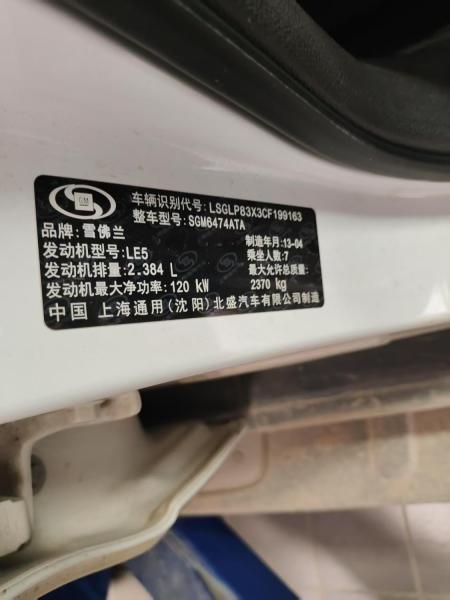 GM
车辆识别代号: LSGLP83X3CF199163
整车型号: SGM6474ATA
品牌: 雪佛兰 制造年月: 13-04
发动机型号: LE5 乘坐人数: 7
发动机排量: 2.384 L 最大允许总质量:
发动机最大净功率: 120 kW 2370 kg
中国 上海通用(沈阳)北盛汽车有限公司制造